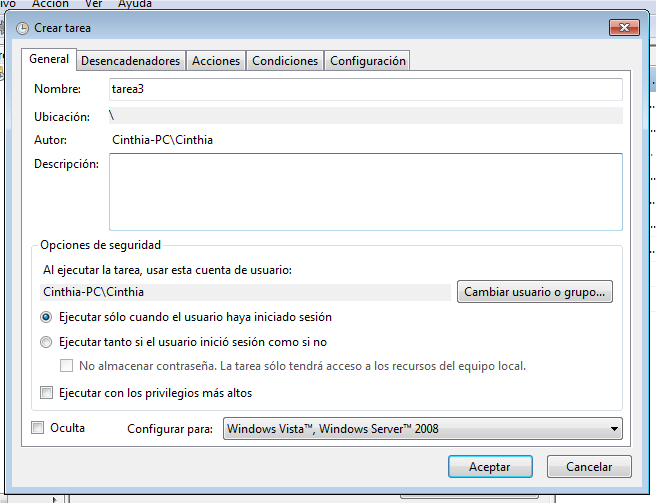 Acción Ver Ayuda
Crear tarea
General Desencadenadores Acciones Condiciones Configuración
Nombre: tarea3
Ubicación: \
Autor: Cinthia-PC\Cinthia
Descripción:
Opciones de seguridad
Al ejecutar la tarea, usar esta cuenta de usuario:
Cinthia-PC\Cinthia Cambiar usuario o grupo...
Ejecutar sólo cuando el usuario haya iniciado sesión
Ejecutar tanto si el usuario inició sesión como si no
No almacenar contraseña. La tarea sólo tendrá acceso a los recursos del equipo local.
Ejecutar con los privilegios más altos
Oculta Configurar para: Windows Vista™, Windows Server™ 2008
Aceptar Cancelar